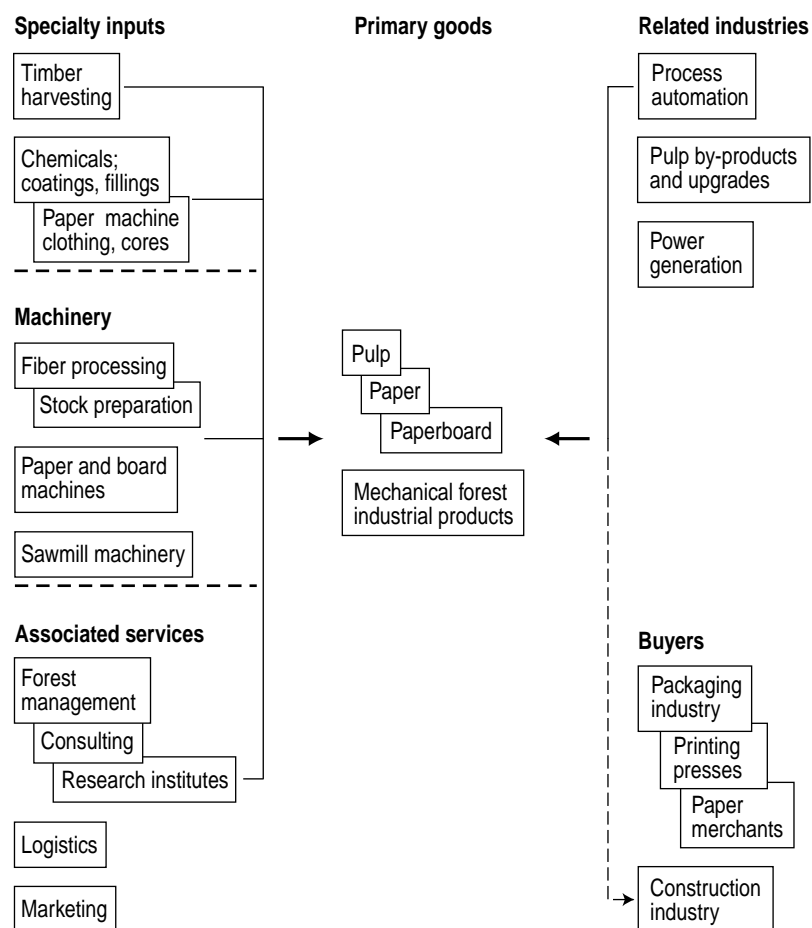 Specialty inputs
Timber
harvesting
Chemicals;
coatings, fillings
Paper machine
clothing, cores
Machinery
Fiber processing
Stock preparation
Paper and board
machines
Sawmill machinery
Associated services
Forest
management
Consulting
Research institutes
Logistics
Marketing
Primary goods
Pulp
Paper
Paperboard
Mechanical forest
industrial products
Related industries
Process
automation
Pulp by-products
and upgrades
Power
generation
Buyers
Packaging
industry
Printing
presses
Paper
merchants
Construction
industry